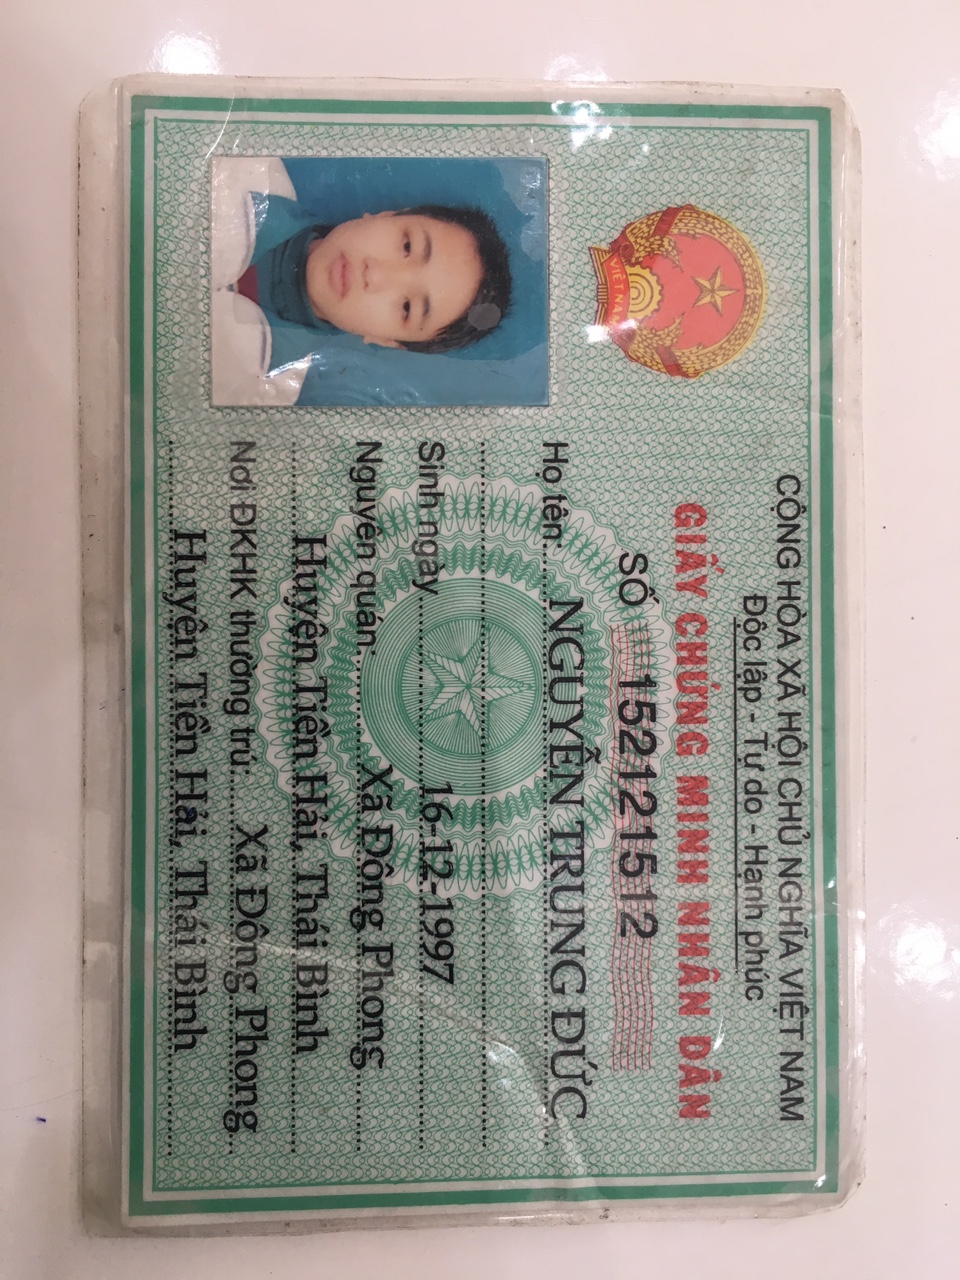 CỘNG HÒA XÃ HỘI CHỦ NGHĨA VIỆT NAM
Độc lập - Tự do - Hạnh phúc
GIẤY CHỨNG MINH NHÂN DÂN
SỐ 152121512
VIỆT NAM
Họ tên: NGUYỄN TRUNG ĐỨC
Sinh ngày 16-12-1997
Nguyên quán: Xã Đông Phong
Huyện Tiền Hải, Thái Bình
Nơi ĐKHK thường trú: Xã Đông Phong
Huyện Tiền Hải, Thái Bình